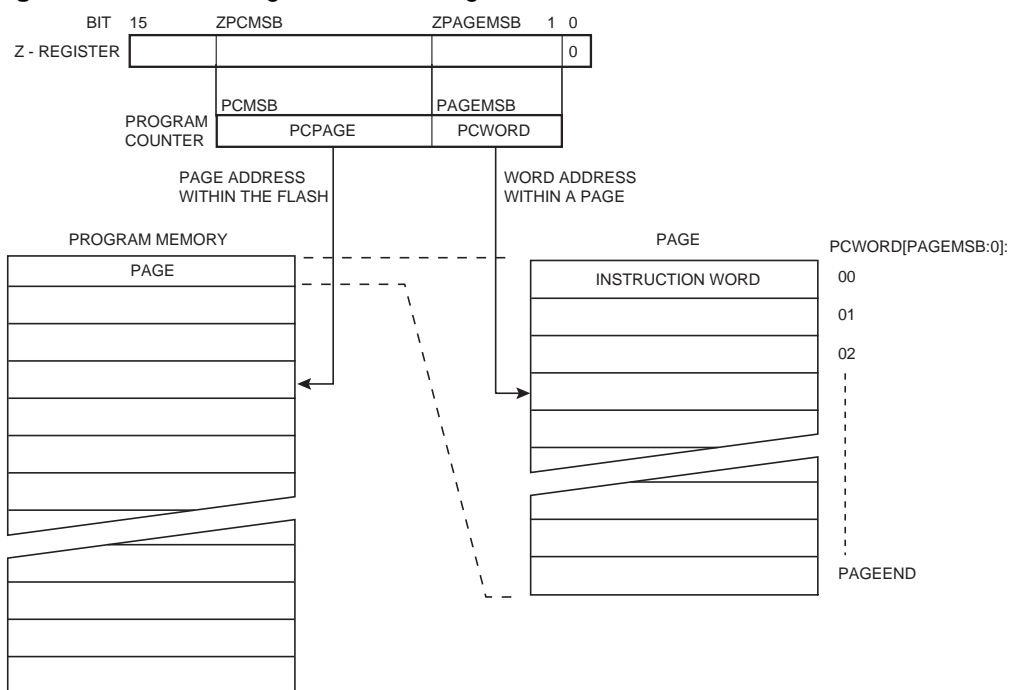 BIT 15 ZPCMSB ZPAGEMSB 1 0
Z - REGISTER 0
PCMSB PAGEMSB
PROGRAM
COUNTER
PCPAGE PCWORD
PAGE ADDRESS
WITHIN THE FLASH
WORD ADDRESS
WITHIN A PAGE
PROGRAM MEMORY
PAGE
PAGE
PCWORD[PAGEMSB:0]:
INSTRUCTION WORD
00
01
02
PAGEEND